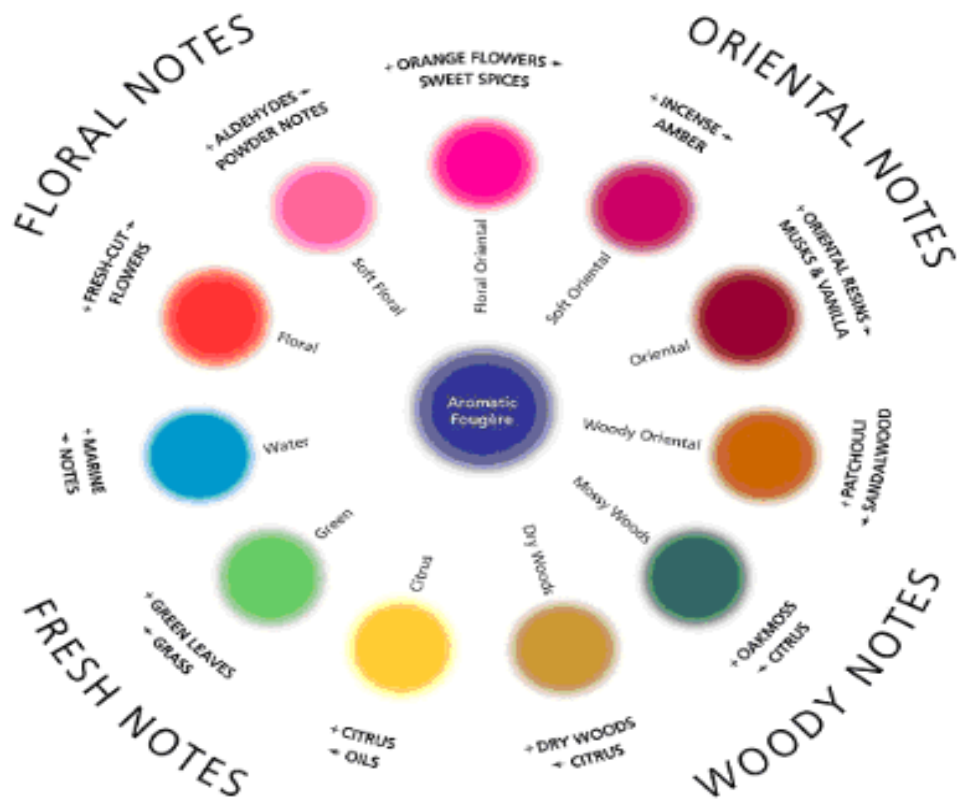 FLORAL NOTES
ORIENTAL NOTES
+ ORANGE FLOWERS
SWEET SPICES
+ ALDEHYDES
POWDER NOTES
+ INCENSE
AMBER
+ FRESH-CUT
FLOWERS
+ ORIENTAL RESINS
MUSKS & VANILLA
Floral Oriental
Soft Floral
Soft Oriental
Floral
Oriental
Aromatic
Fougère
Water
Woody Oriental
+ MARINE
NOTES
+ PATCHOULI
SANDALWOOD
Green
Mossy Woods
Citrus
Dry Woods
+ GREEN LEAVES
GRASS
+ OAKMOSS
CITRUS
+ CITRUS
OILS
+ DRY WOODS
CITRUS
FRESH NOTES
WOODY NOTES